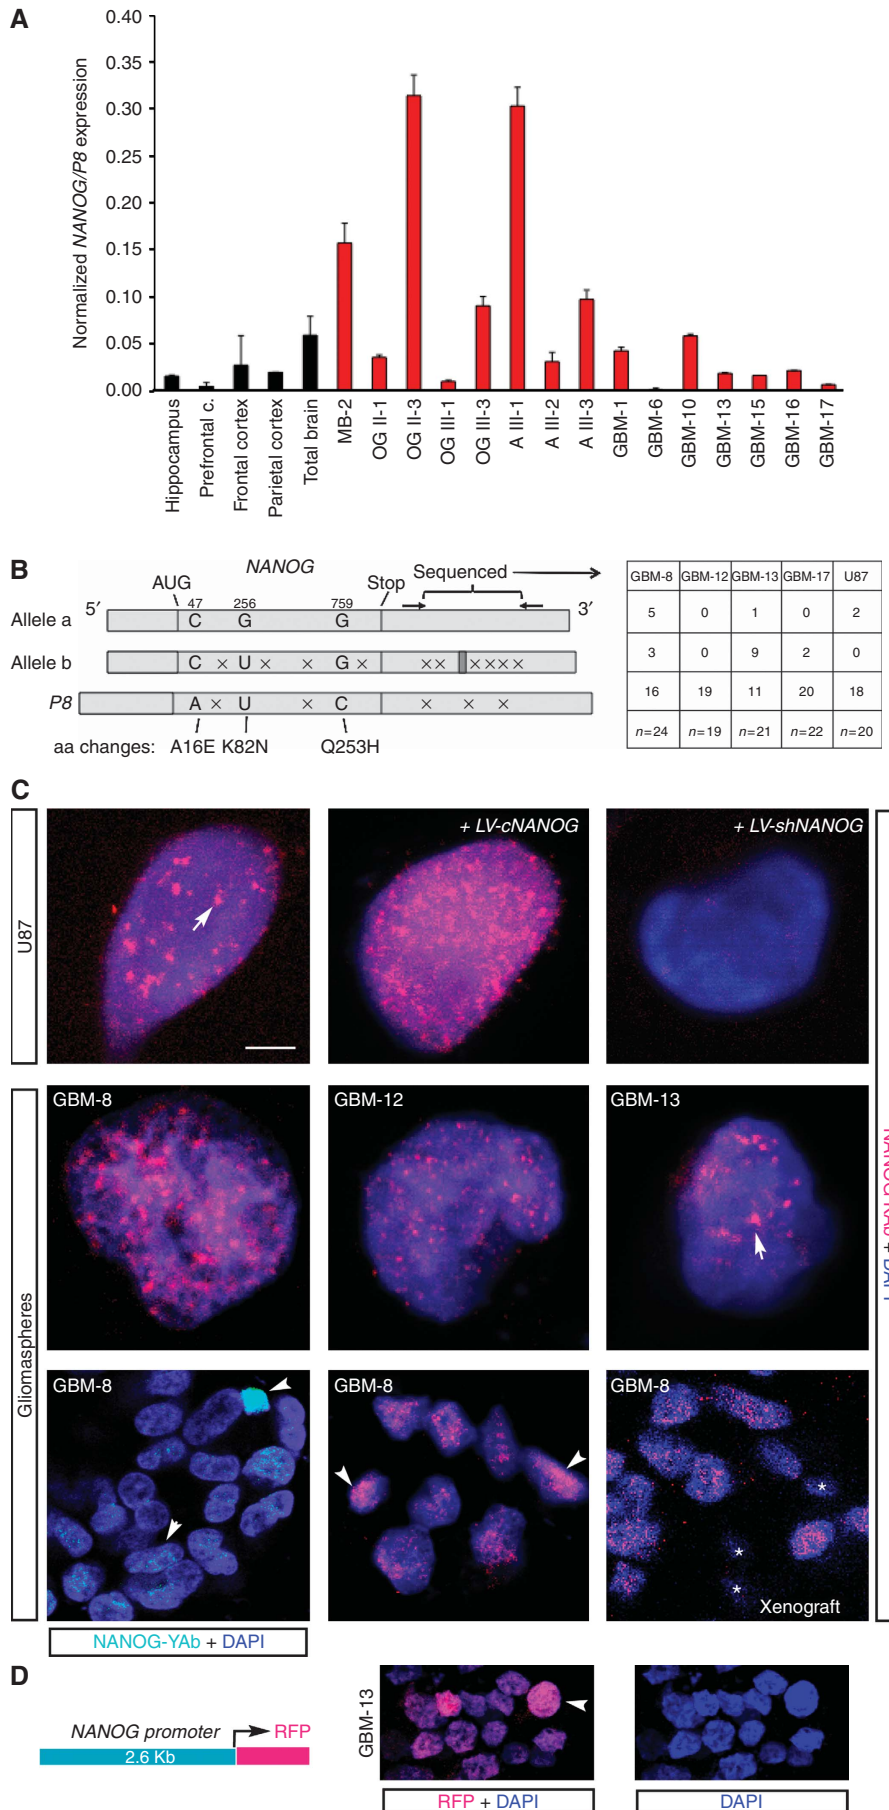 A
Normalized NANOG/P8 expression
0.40
0.35
0.30
0.25
0.20
0.15
0.10
0.05
0.00
Hippocampus
Prefrontal c.
Frontal cortex
Parietal cortex
Total brain
MB-2
OG II-1
OG II-3
OG III-1
OG III-3
A III-1
A III-2
A III-3
GBM-1
GBM-6
GBM-10
GBM-13
GBM-15
GBM-16
GBM-17
B
NANOG
AUG
Stop
Sequenced
5′
47 256 759
3′
Allele a
C G G
Allele b
C × U × × G × × × × × × ×
P8
A × U × C × × ×
aa changes: A16E K82N Q253H
GBM-8 GBM-12 GBM-13 GBM-17 U87
5 0 1 0 2
3 0 9 2 0
16 19 11 20 18
n=24 n=19 n=21 n=22 n=20
C
U87
+ LV-cNANOG
+ LV-shNANOG
Gliomaspheres
GBM-8
GBM-12
GBM-13
GBM-8
GBM-8
GBM-8
*
*
*
Xenograft
NANOG-YAb + DAPI
D
NANOG promoter
RFP
2.6 Kb
GBM-13
RFP + DAPI
DAPI